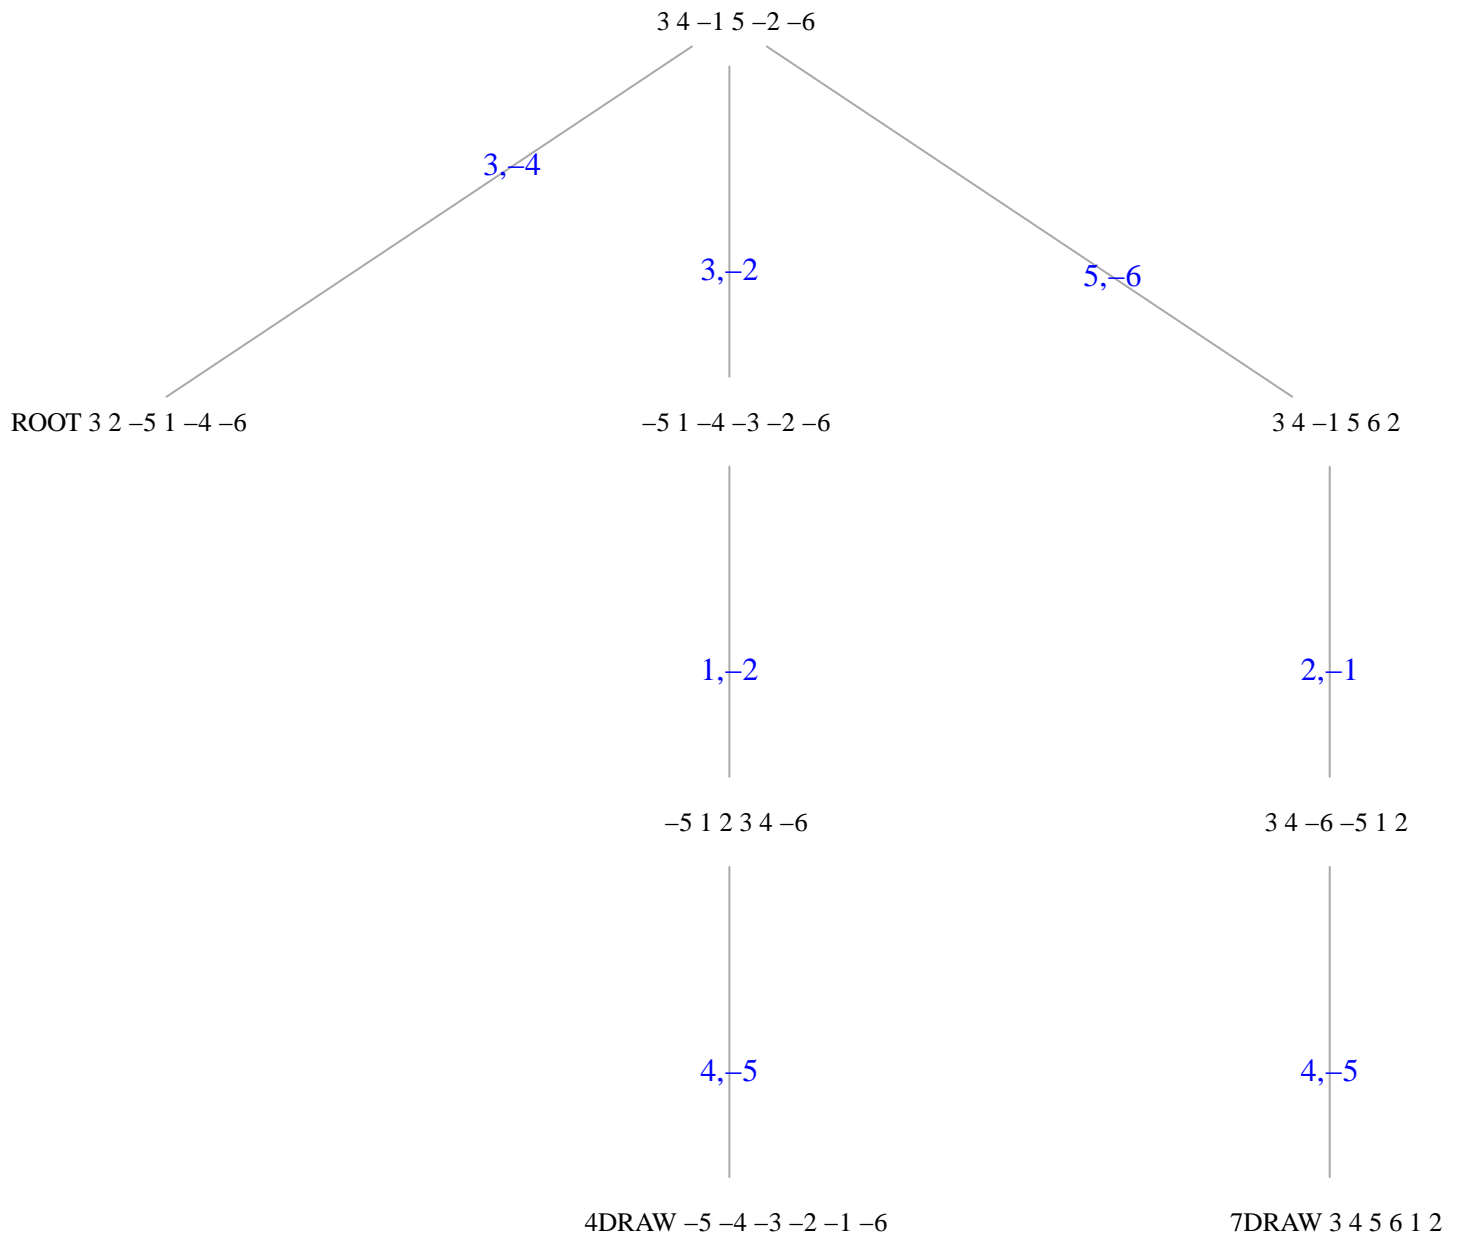 3 4 –1 5 –2 –6
3,–4
3,–2
5,–6
ROOT 3 2 –5 1 –4 –6
–5 1 –4 –3 –2 –6
3 4 –1 5 6 2
1,–2
2,–1
–5 1 2 3 4 –6
3 4 –6 –5 1 2
4,–5
4,–5
4DRAW –5 –4 –3 –2 –1 –6
7DRAW 3 4 5 6 1 2